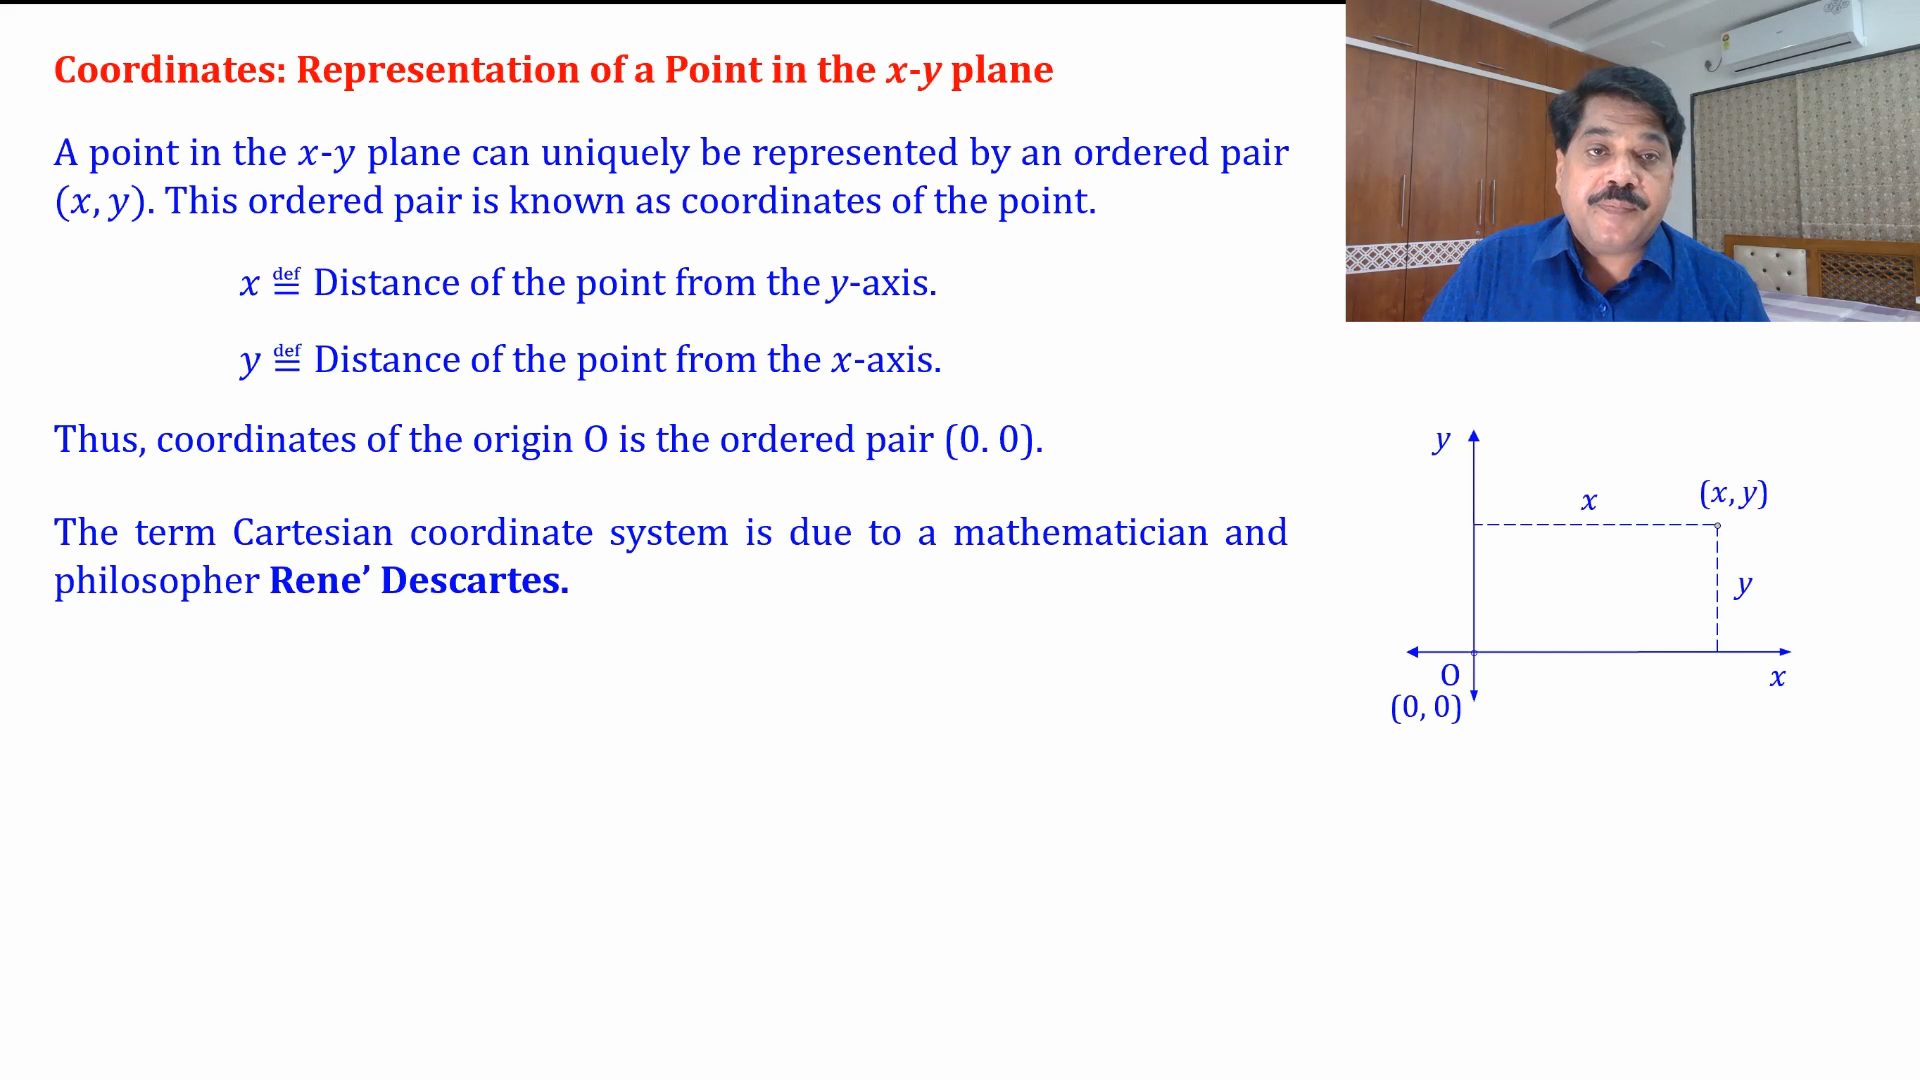 Coordinates: Representation of a Point in the x-y plane
A point in the x-y plane can uniquely be represented by an ordered pair
(x, y). This ordered pair is known as coordinates of the point.
x ≝ Distance of the point from the y-axis.
y ≝ Distance of the point from the x-axis.
Thus, coordinates of the origin O is the ordered pair (0. 0).
The term Cartesian coordinate system is due to a mathematician and
philosopher Rene’ Descartes.
y
x
(x, y)
y
O
x
(0, 0)